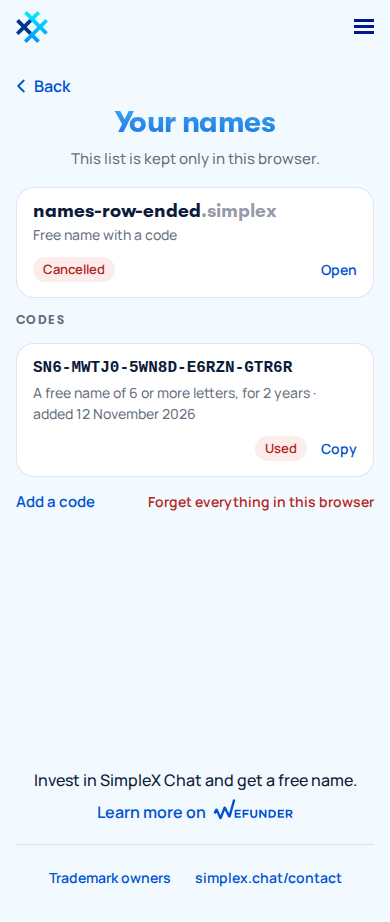 Back
Your names
This list is kept only in this browser.
names-row-ended.simplex
Free name with a code
Cancelled
Open
CODES
SN6-MWTJ0-5WN8D-E6RZN-GTR6R
A free name of 6 or more letters, for 2 years ·
added 12 November 2026
Used
Copy
Add a code
Forget everything in this browser
Invest in SimpleX Chat and get a free name.
Learn more on WEFUNDER
Trademark owners
simplex.chat/contact